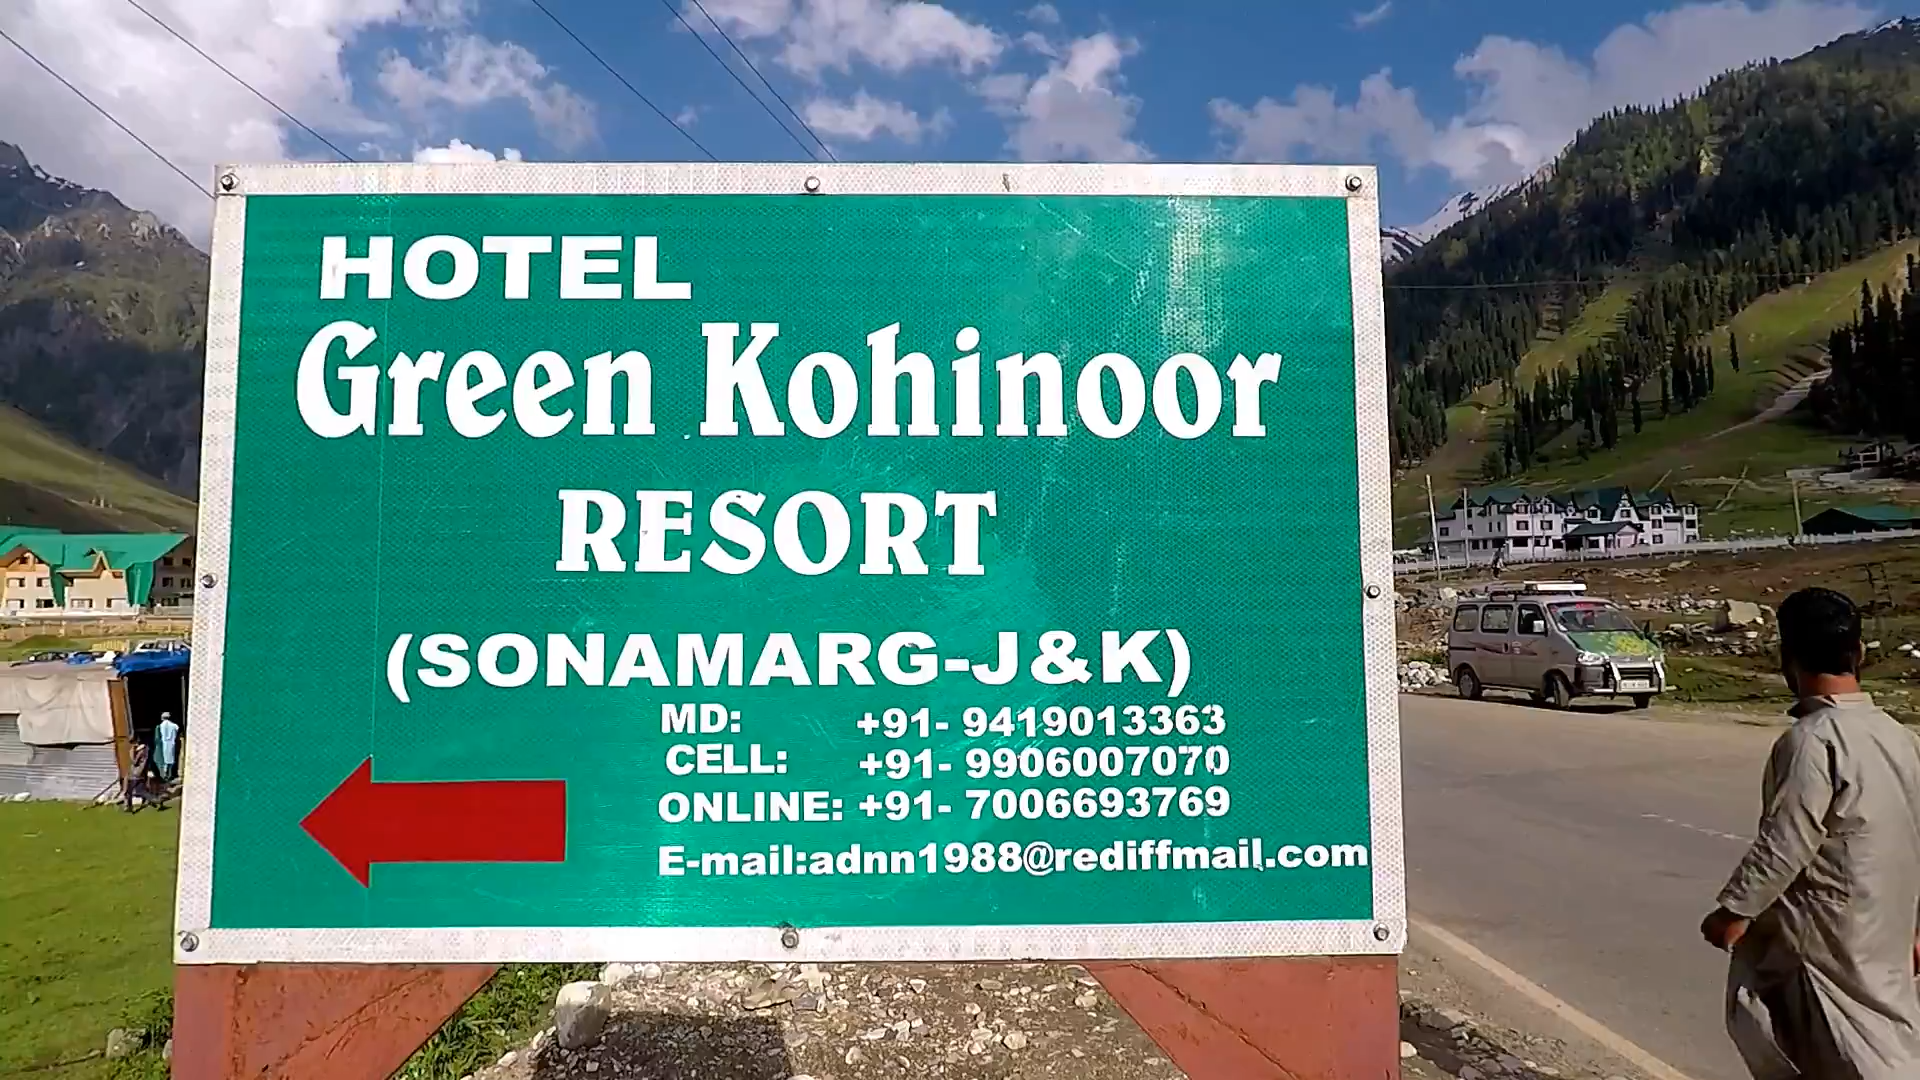 HOTEL
Green Kohinoor
RESORT
(SONAMARG-J&K)
MD: +91- 9419013363
CELL: +91- 9906007070
ONLINE: +91- 7006693769
E-mail:adnn1988@rediffmail.com